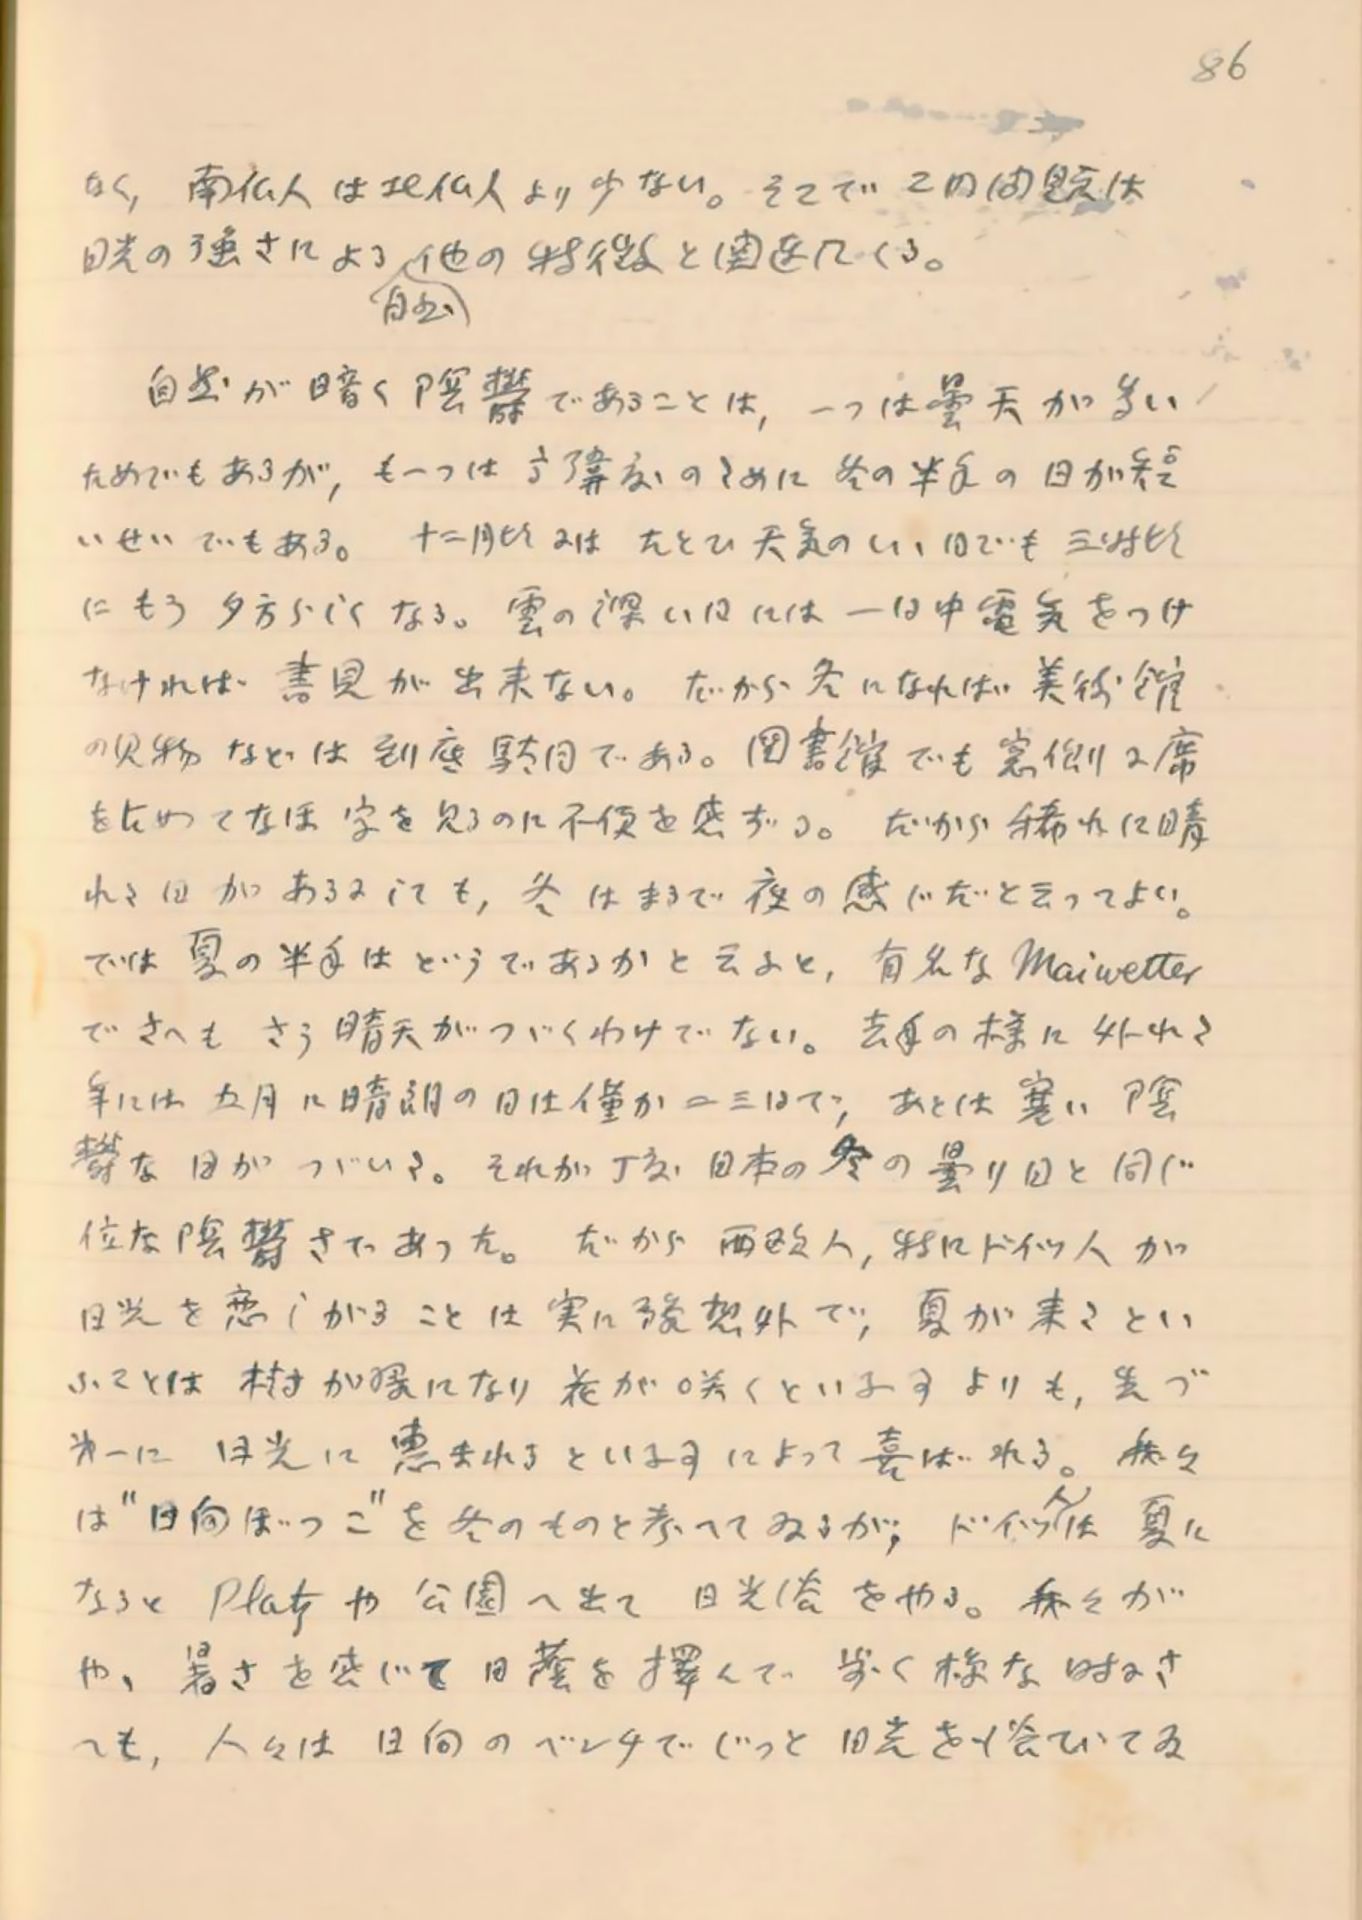 86
なく, 南仏人は北仏人より少ない。そこでこの問題は
日光の強さによる他の特徴と関連してくる。
自然
自然が暗く陰鬱であることは, 一つは曇天が多い
ためでもあるが, も一つは高緯度のために冬の半年の日が短
いせいでもある。 十二月頃にはたとひ天気のいゝ日でも三時頃
にもう夕方らしくなる。雲の深い日には一日中電気をつけ
なければ書見が出来ない。だから冬になれば美術館
の見物などは到底駄目である。図書館でも窓側に席
を占めてなほ字を見るのに不便を感ずる。だから稀れに晴
れた日があるにしても, 冬はまるで夜の感じだと云ってよい。
では夏の半年はどうであるかと云ふと, 有名な Maiwetter
でさへもさう晴天がつづくわけでない。去年の様に外れた
年には五月に晴朗の日は僅か二三日で, あとは寒い陰
鬱な日がつづいた。それが丁度日本の冬の曇り日と同じ
位な陰鬱さであった。だから西欧人, 特にドイツ人が
日光を恋しがることは実に予想外で, 夏が来たとい
ふことは樹が緑になり花が咲くといふ事よりも, 先づ
第一に日光に恵まれるといふ事によって喜ばれる。我々
は"日向ぼっこ"を冬のものと考へてゐるが, ドイツ人は夏に
なると Platz や公園へ出て日光浴をやる。我々が
やゝ暑さを感じて日蔭を擇んで歩く様な時にさ
へも, 人々は日向のベンチでじっと日光を浴びてゐ